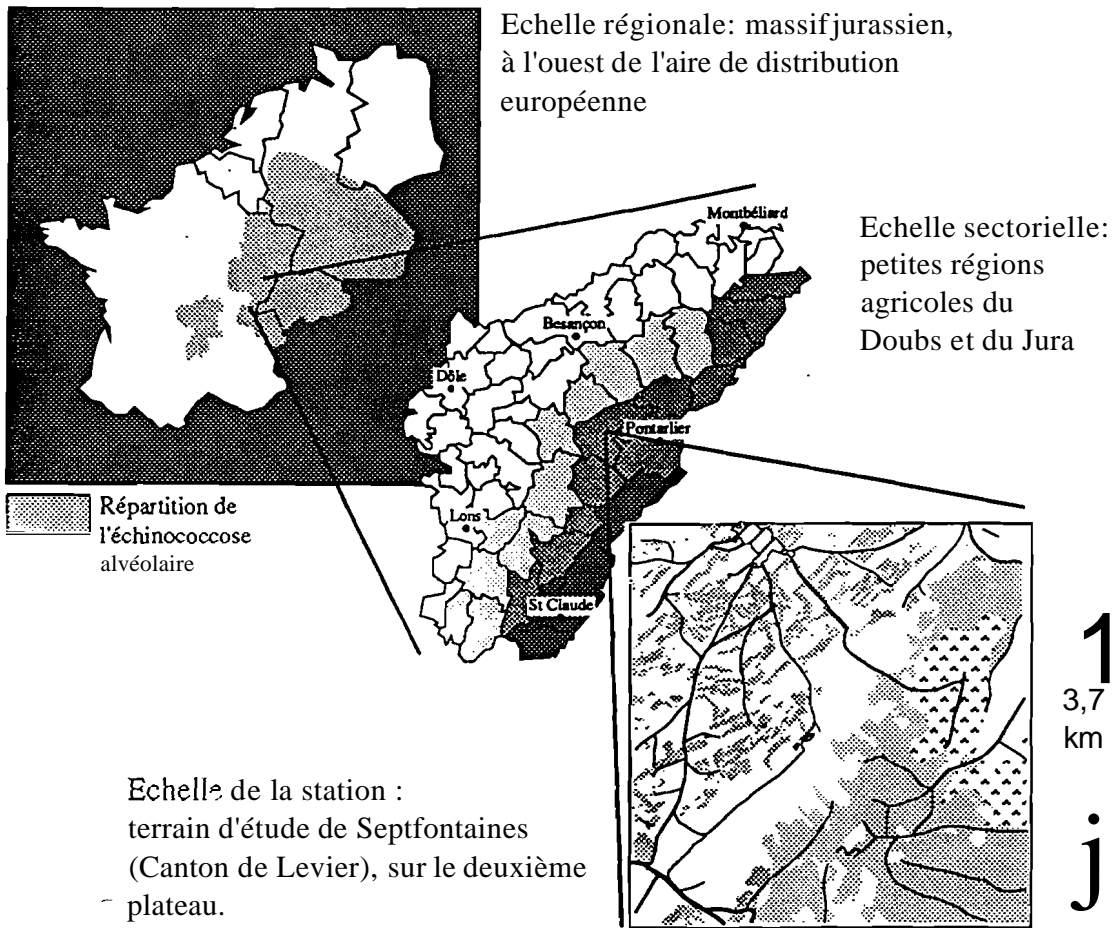 Echelle régionale: massif jurassien,
à l'ouest de l'aire de distribution
européenne
Montbéliard
Echelle sectorielle:
petites régions
agricoles du
Doubs et du Jura
Besançon
Dôle
Pontarlier
Répartition de
l'échinococcose
alvéolaire
Lons
St Claude
1
3,7
km
j
Echelle de la station :
terrain d'étude de Septfontaines
(Canton de Levier), sur le deuxième
plateau.